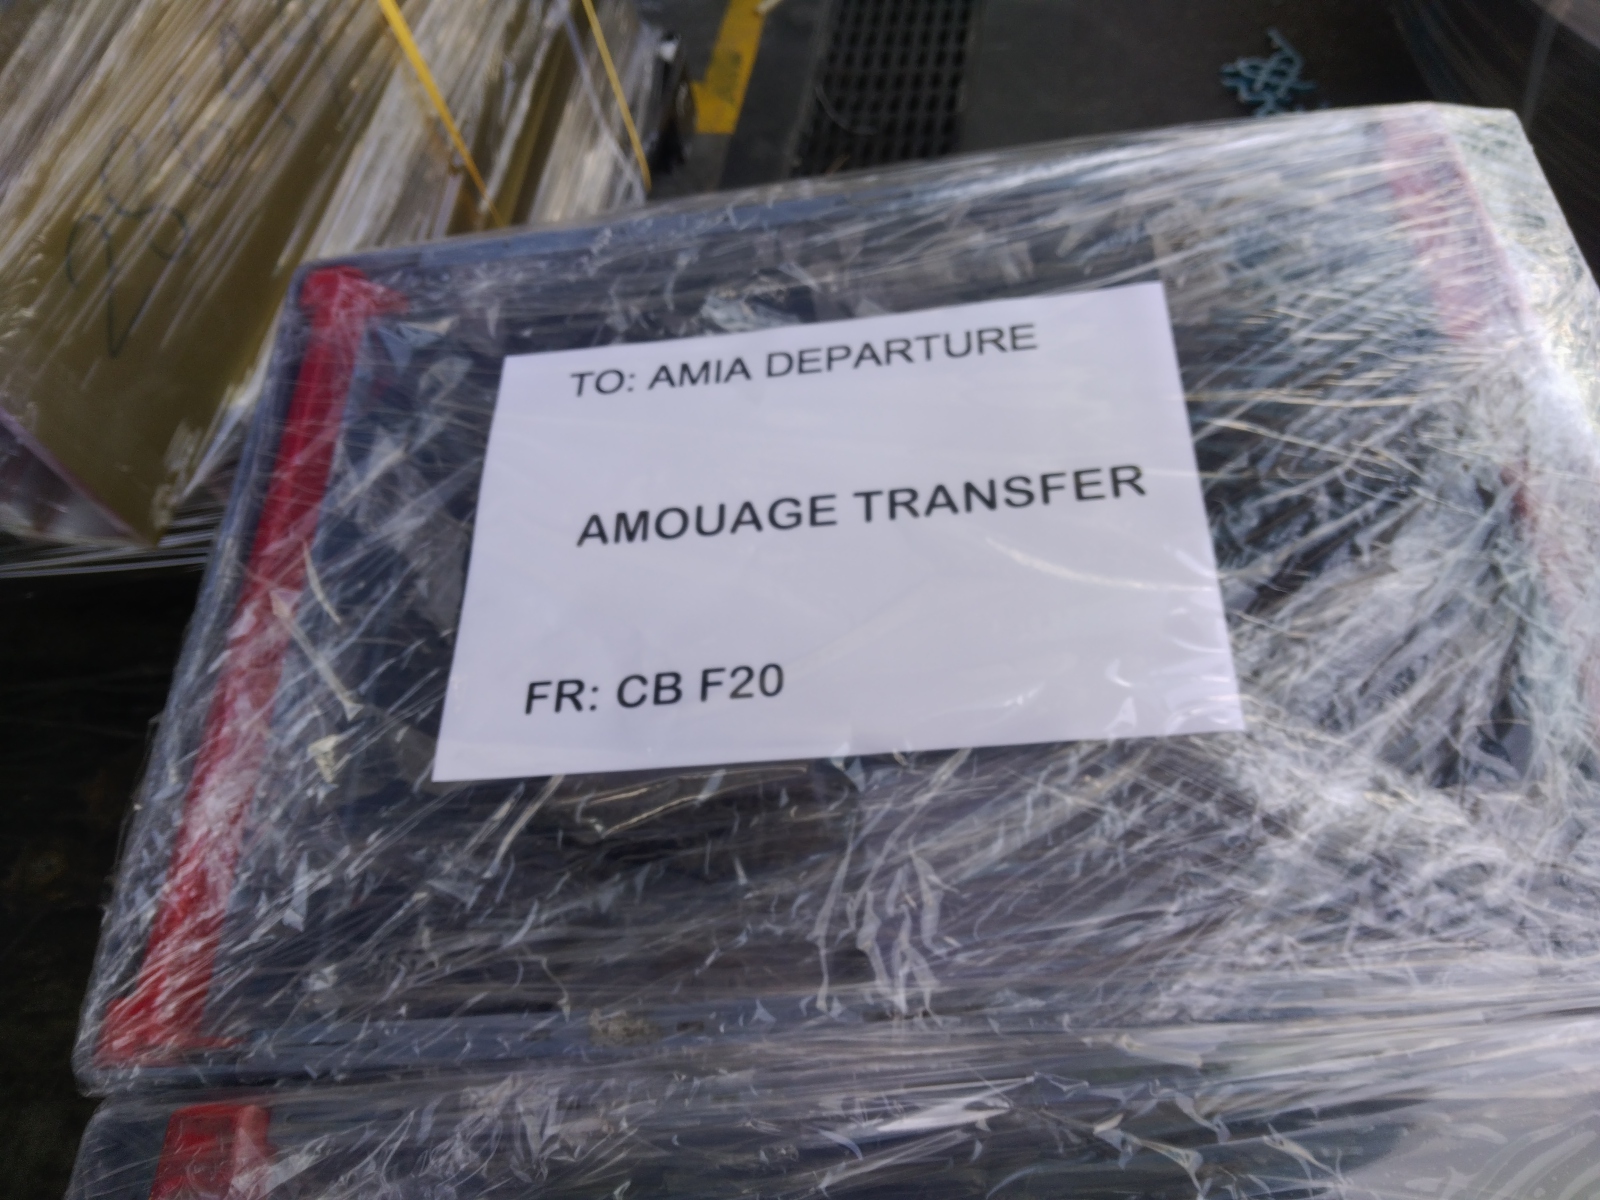 TO: AMIA DEPARTURE
AMOUAGE TRANSFER
FR: CB F20